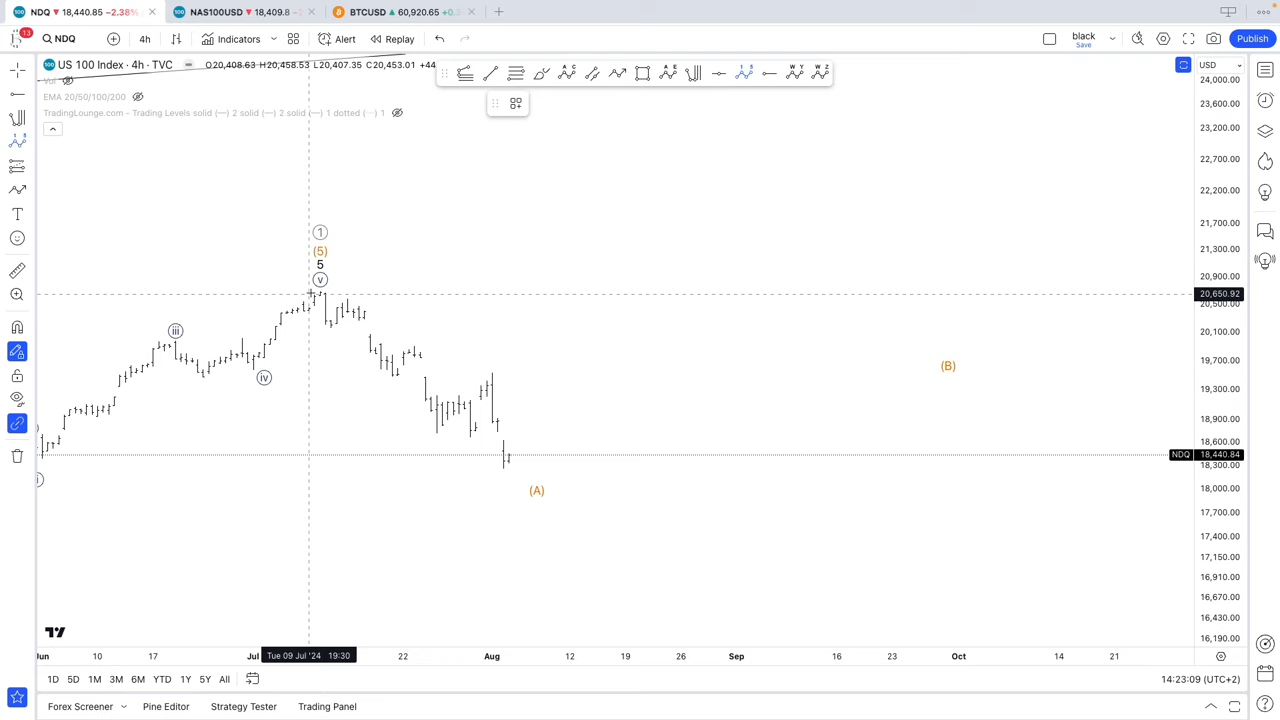 NDQ ▼ 18,440.85 −2.38%
NAS100USD ▼ 18,409.8
BTCUSD ▲ 60,920.65
13
NDQ
4h
Indicators
Alert
Replay
black
Save
Publish
US 100 Index · 4h · TVC
O20,408.63 H20,458.53 L20,407.35 C20,453.01 +44
USD
EMA 20/50/100/200
TradingLounge.com - Trading Levels solid (—) 2 solid (—) 2 solid (—) 1 dotted (—) 1
24,000.00
23,600.00
23,200.00
22,700.00
22,200.00
21,700.00
21,300.00
20,900.00
20,650.92
20,500.00
20,100.00
19,700.00
19,300.00
18,900.00
18,600.00
NDQ 18,440.84
18,300.00
18,000.00
17,700.00
17,400.00
17,150.00
16,910.00
16,670.00
16,430.00
16,190.00
1
(5)
5
v
iii
iv
i
(A)
(B)
Jun 10 17 Jul Tue 09 Jul '24 19:30 22 Aug 12 19 26 Sep 16 23 Oct 14 21
1D 5D 1M 3M 6M YTD 1Y 5Y All
14:23:09 (UTC+2)
Forex Screener Pine Editor Strategy Tester Trading Panel